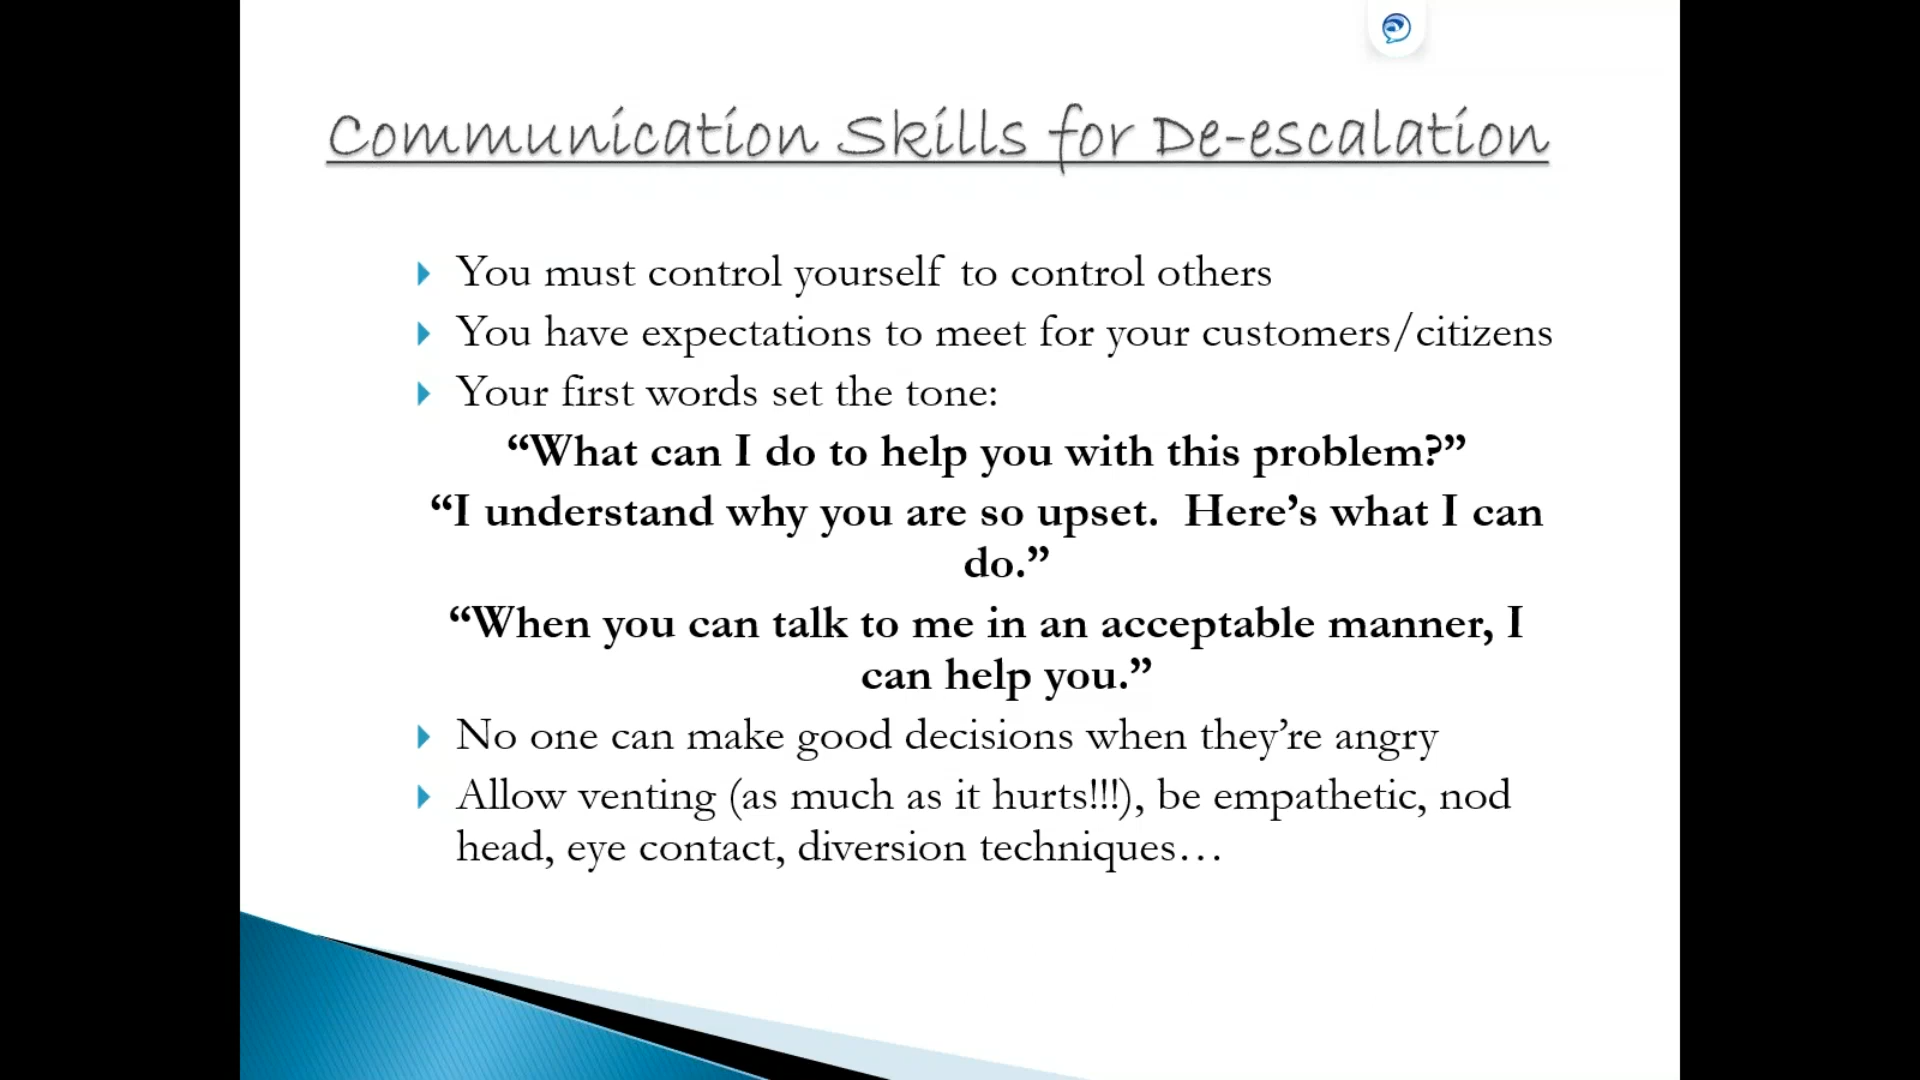 Communication Skills for De-escalation
You must control yourself to control others
You have expectations to meet for your customers/citizens
Your first words set the tone:
“What can I do to help you with this problem?”
“I understand why you are so upset.  Here’s what I can
do.”
“When you can talk to me in an acceptable manner, I
can help you.”
No one can make good decisions when they’re angry
Allow venting (as much as it hurts!!!), be empathetic, nod
head, eye contact, diversion techniques…